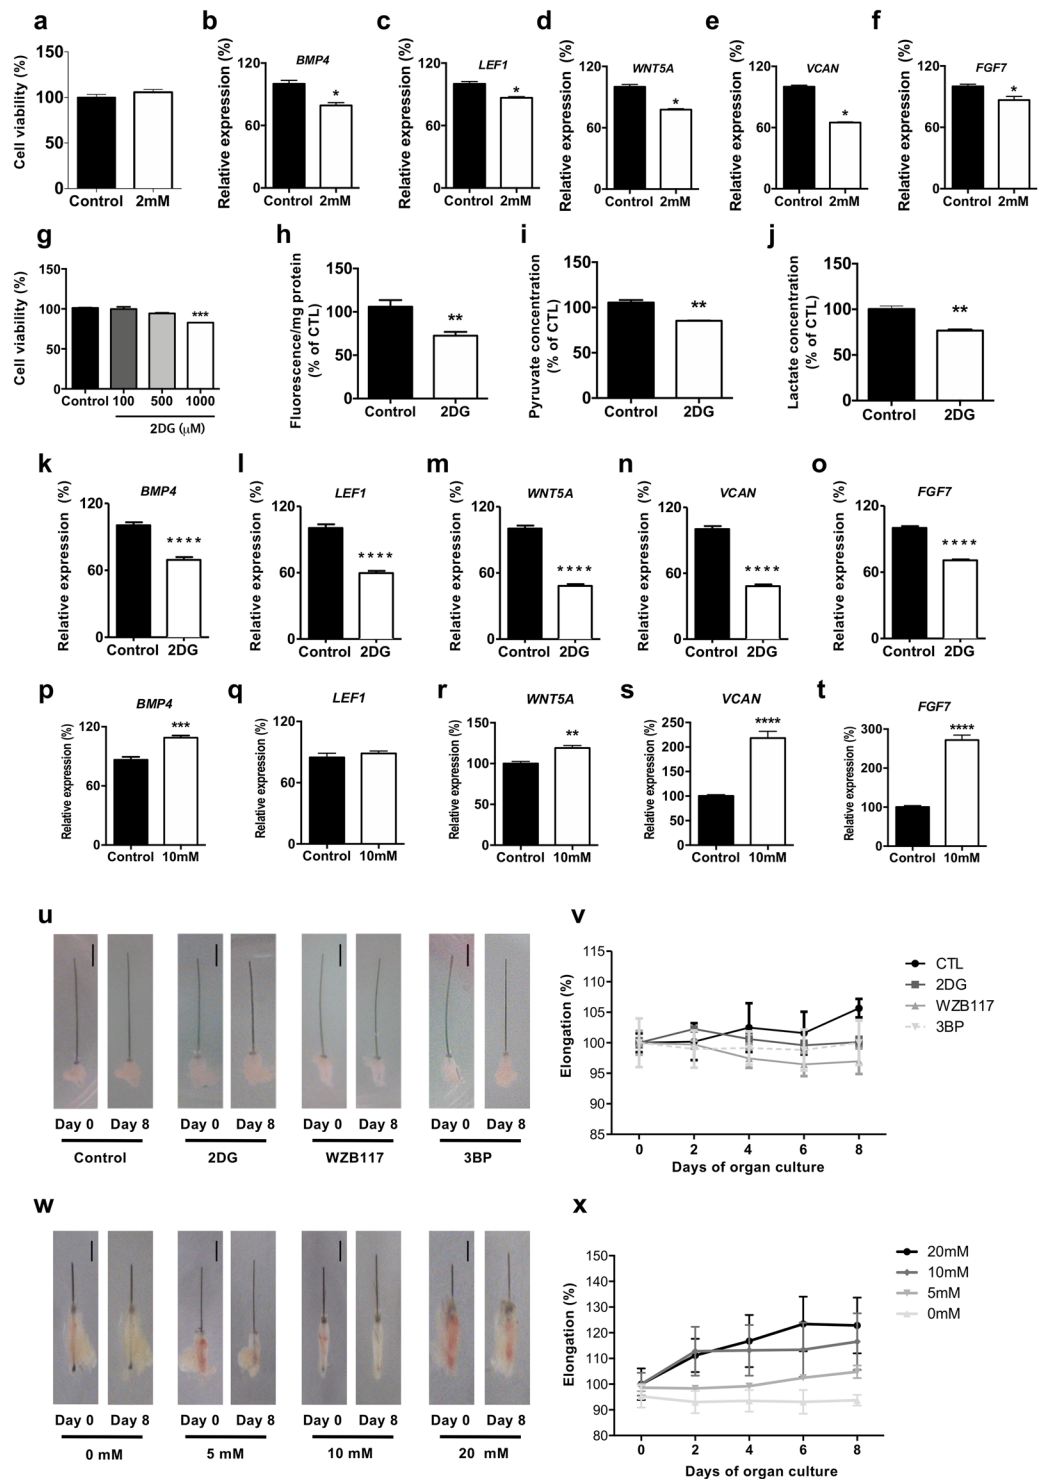 a
Cell viability (%)
150
100
50
0
Control 2mM
b
Relative expression (%)
BMP4
120
60
0
*
Control 2mM
c
Relative expression (%)
LEF1
120
60
0
*
Control 2mM
d
Relative expression (%)
WNT5A
120
60
0
*
Control 2mM
e
Relative expression (%)
VCAN
120
60
0
*
Control 2mM
f
Relative expression (%)
FGF7
120
60
0
*
Control 2mM
g
Cell viability (%)
150
100
50
0
***
Control 100 500 1000
2DG (μM)
h
Fluorescence/mg protein
(% of CTL)
150
100
50
0
**
Control 2DG
i
Pyruvate concentration
(% of CTL)
150
100
50
0
**
Control 2DG
j
Lactate concentration
(% of CTL)
150
100
50
0
**
Control 2DG
k
Relative expression (%)
BMP4
120
60
0
****
Control 2DG
l
Relative expression (%)
LEF1
120
60
0
****
Control 2DG
m
Relative expression (%)
WNT5A
120
60
0
****
Control 2DG
n
Relative expression (%)
VCAN
120
60
0
****
Control 2DG
o
Relative expression (%)
FGF7
120
60
0
****
Control 2DG
p
Relative expression (%)
BMP4
120
60
0
***
Control 10mM
q
Relative expression (%)
LEF1
120
60
0
Control 10mM
r
Relative expression (%)
WNT5A
150
100
50
0
**
Control 10mM
s
Relative expression (%)
VCAN
250
200
150
100
50
0
****
Control 10mM
t
Relative expression (%)
FGF7
300
200
100
0
****
Control 10mM
u
Day 0 Day 8 Day 0 Day 8 Day 0 Day 8 Day 0 Day 8
Control 2DG WZB117 3BP
v
Elongation (%)
115
110
105
100
95
90
85
0 2 4 6 8
Days of organ culture
CTL
2DG
WZB117
3BP
w
Day 0 Day 8 Day 0 Day 8 Day 0 Day 8 Day 0 Day 8
0 mM 5 mM 10 mM 20 mM
x
Elongation (%)
150
140
130
120
110
100
90
80
0 2 4 6 8
Days of organ culture
20mM
10mM
5mM
0mM